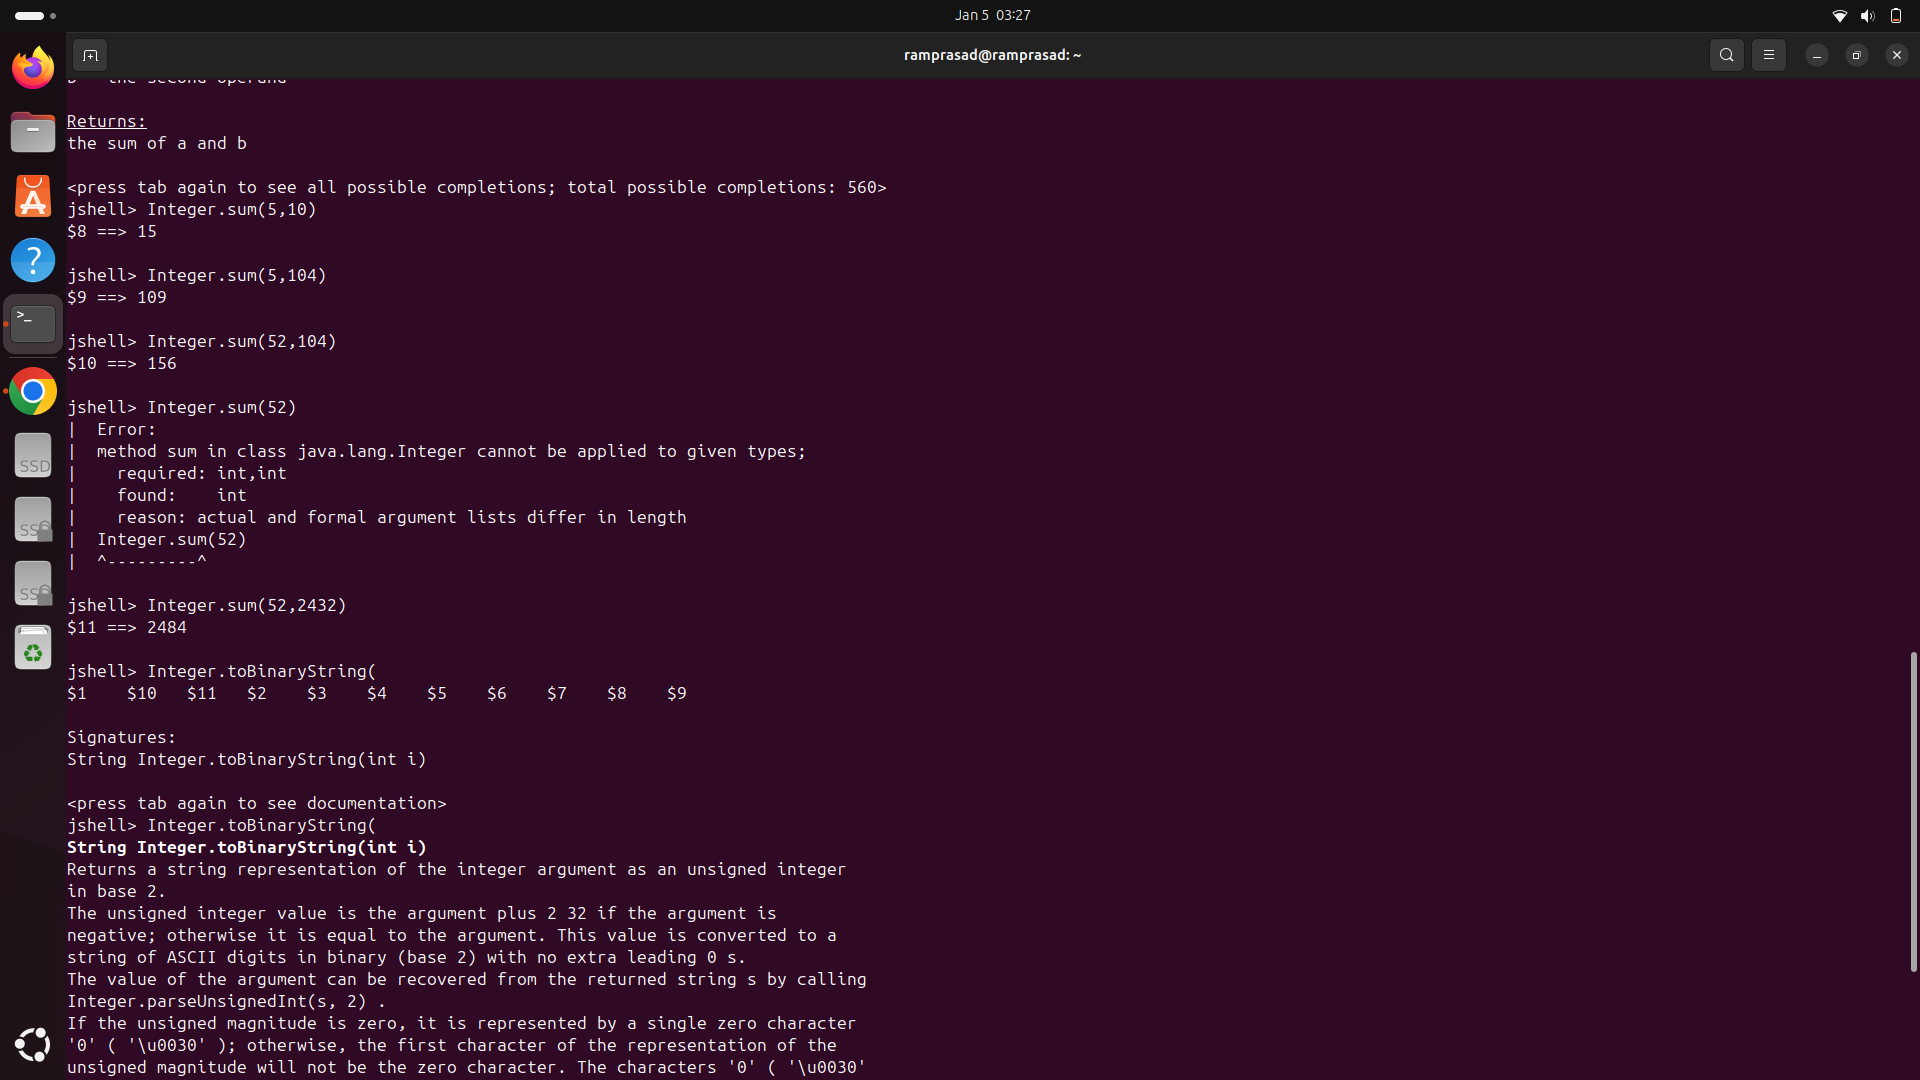 Jan 5 03:27
ramprasad@ramprasad: ~
b - the second operand
Returns:
the sum of a and b
<press tab again to see all possible completions; total possible completions: 560>
jshell> Integer.sum(5,10)
$8 ==> 15
jshell> Integer.sum(5,104)
$9 ==> 109
jshell> Integer.sum(52,104)
$10 ==> 156
jshell> Integer.sum(52)
|  Error:
|  method sum in class java.lang.Integer cannot be applied to given types;
|    required: int,int
|    found:    int
|    reason: actual and formal argument lists differ in length
|  Integer.sum(52)
|  ^---------^
jshell> Integer.sum(52,2432)
$11 ==> 2484
jshell> Integer.toBinaryString(
$1    $10   $11   $2    $3    $4    $5    $6    $7    $8    $9
Signatures:
String Integer.toBinaryString(int i)
<press tab again to see documentation>
jshell> Integer.toBinaryString(
String Integer.toBinaryString(int i)
Returns a string representation of the integer argument as an unsigned integer
in base 2.
The unsigned integer value is the argument plus 2 32 if the argument is
negative; otherwise it is equal to the argument. This value is converted to a
string of ASCII digits in binary (base 2) with no extra leading 0 s.
The value of the argument can be recovered from the returned string s by calling
Integer.parseUnsignedInt(s, 2) .
If the unsigned magnitude is zero, it is represented by a single zero character
'0' ( '\u0030' ); otherwise, the first character of the representation of the
unsigned magnitude will not be the zero character. The characters '0' ( '\u0030'
SSD
SSD
SSD